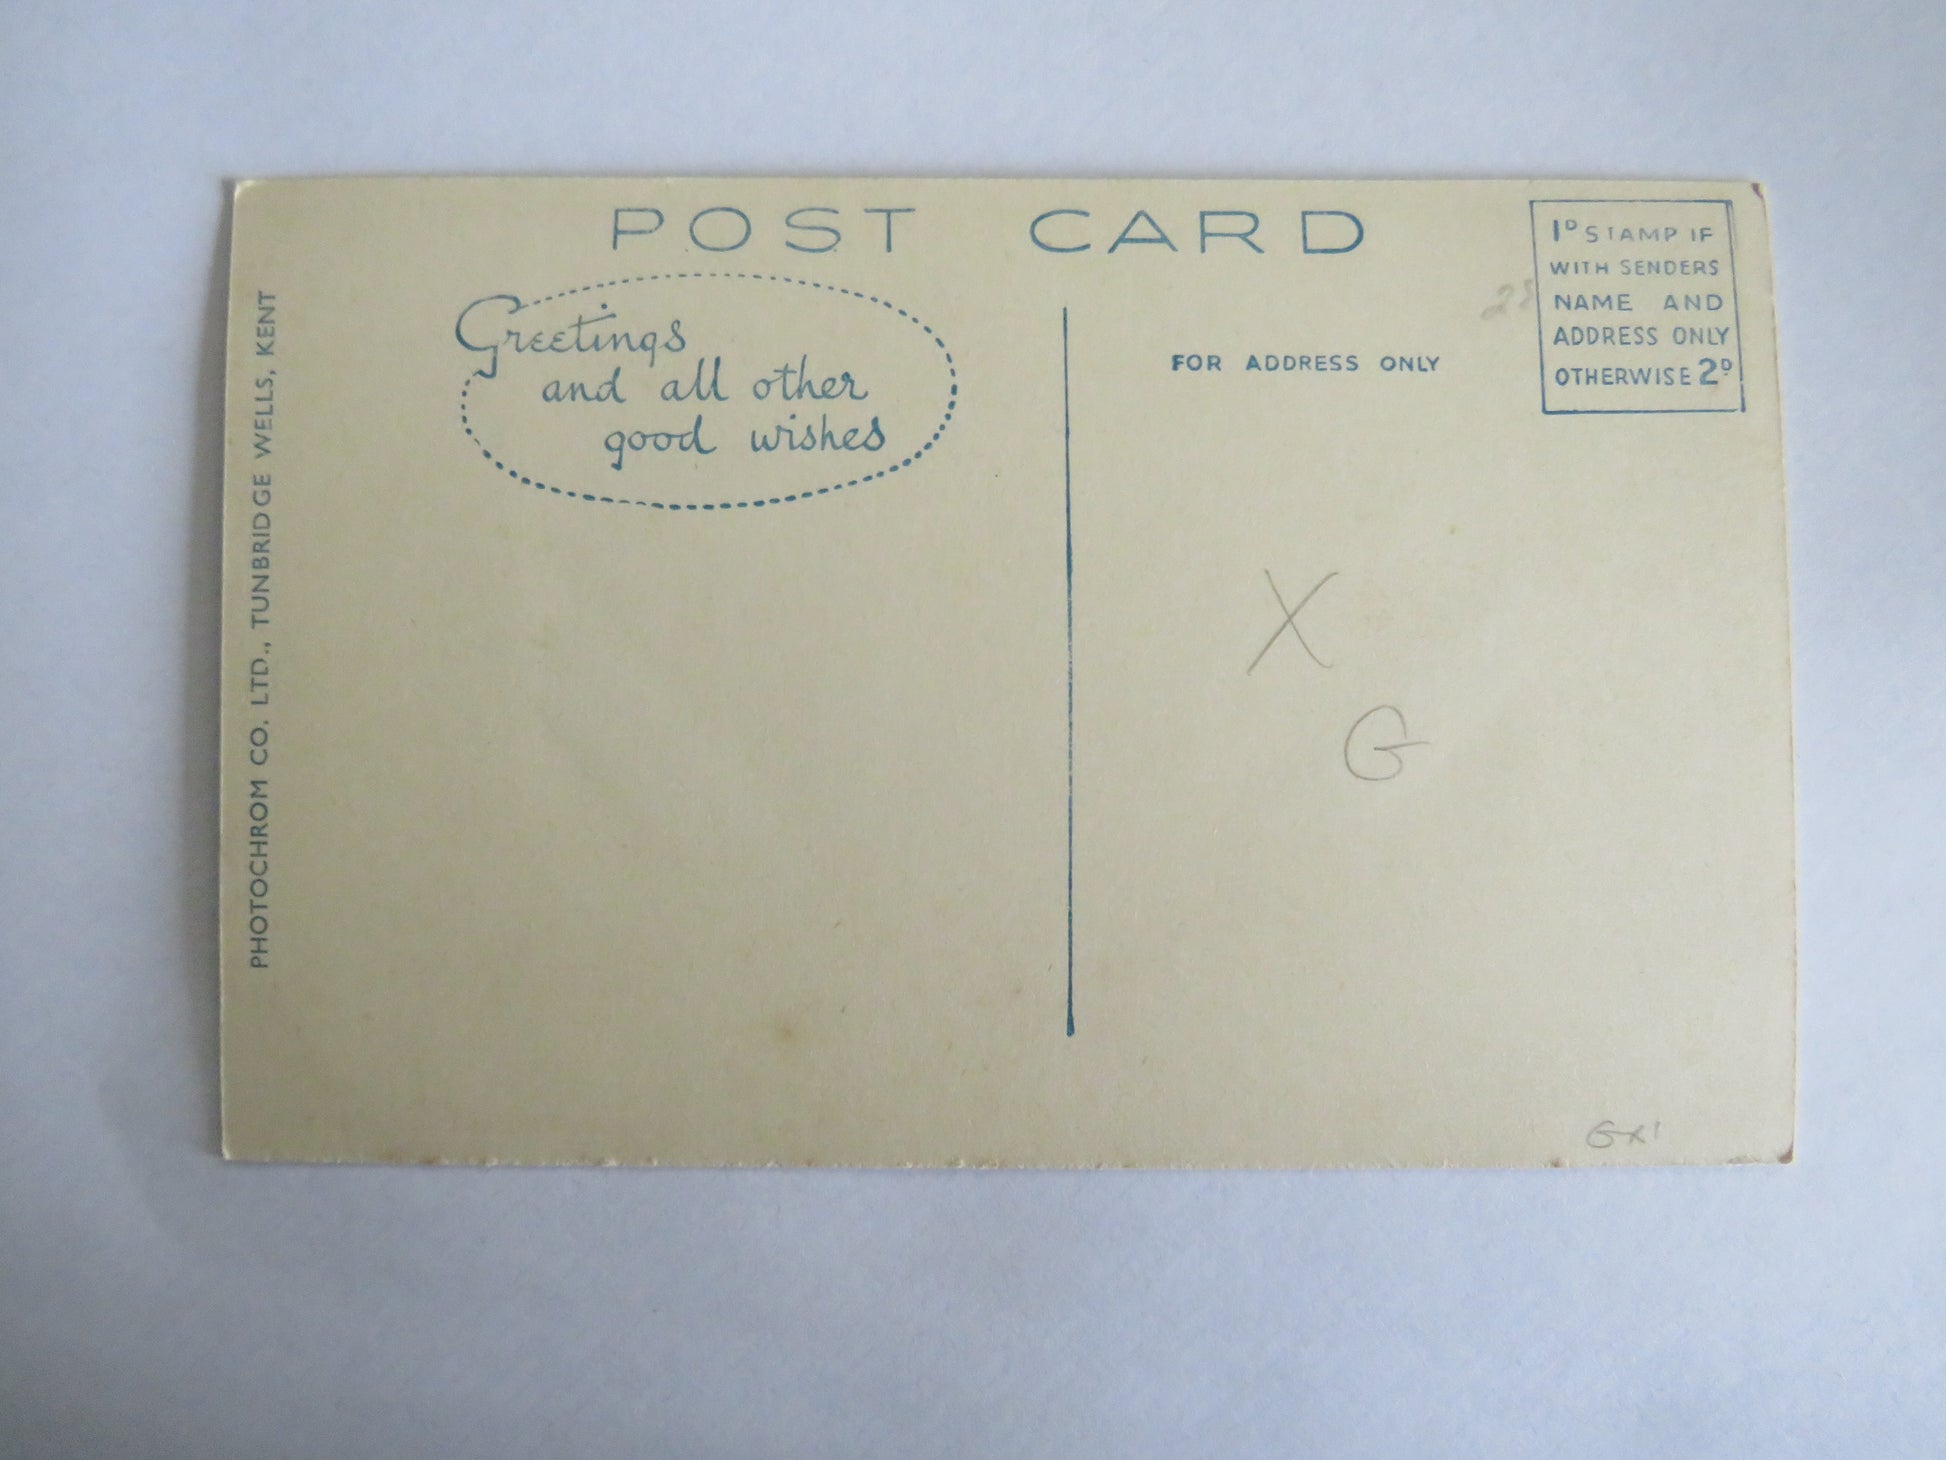 POST CARD
1D STAMP IF
WITH SENDERS
NAME AND
ADDRESS ONLY
OTHERWISE 2D
Greetings
and all other
good wishes
FOR ADDRESS ONLY
PHOTOCHROM CO. LTD., TUNBRIDGE WELLS, KENT
X
G